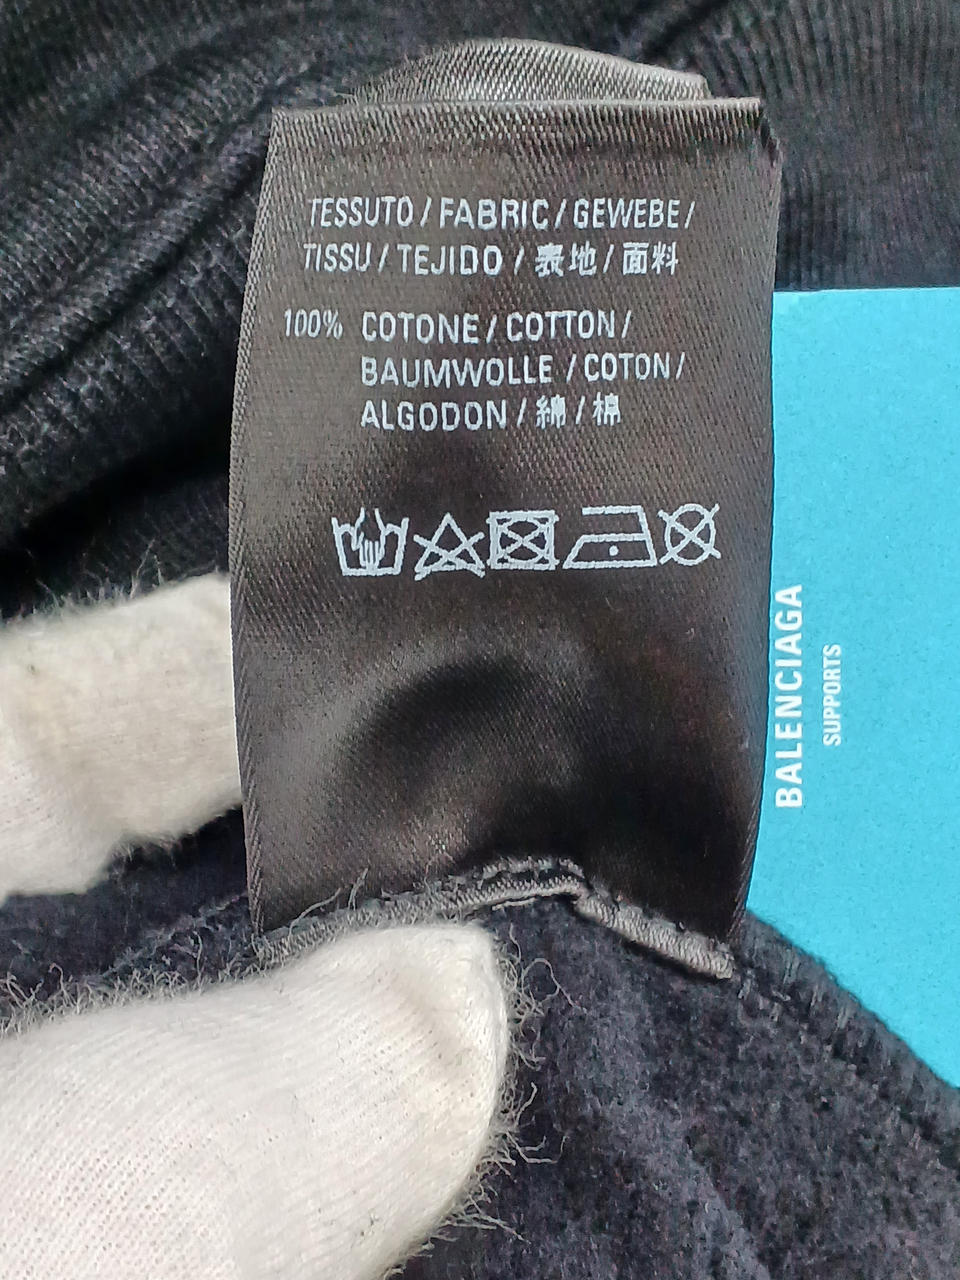 TESSUTO / FABRIC / GEWEBE /
TISSU / TEJIDO / 表地 / 面料
100% COTONE / COTTON /
BAUMWOLLE / COTON /
ALGODON / 綿 / 棉
BALENCIAGA
SUPPORTS